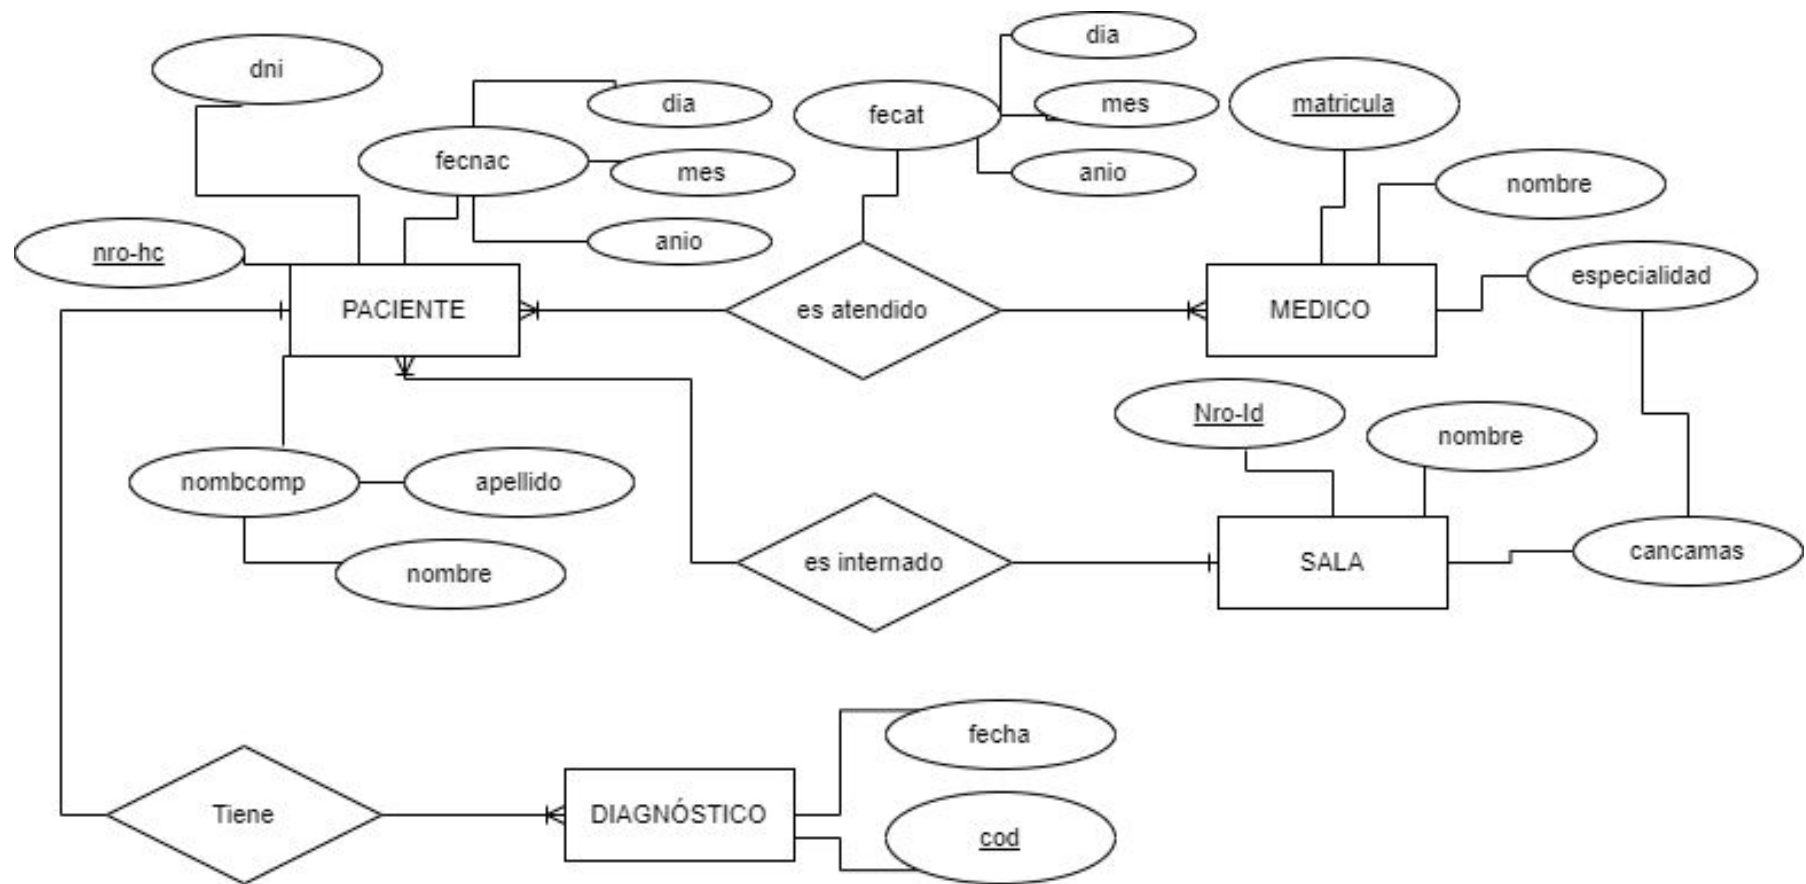 dia
dni
fecat
dia
mes
matricula
fecnac
mes
anio
nombre
anio
nro-hc
especialidad
PACIENTE
es atendido
MEDICO
Nro-Id
nombre
nombcomp
apellido
cancamas
es internado
SALA
nombre
fecha
Tiene
DIAGNÓSTICO
cod